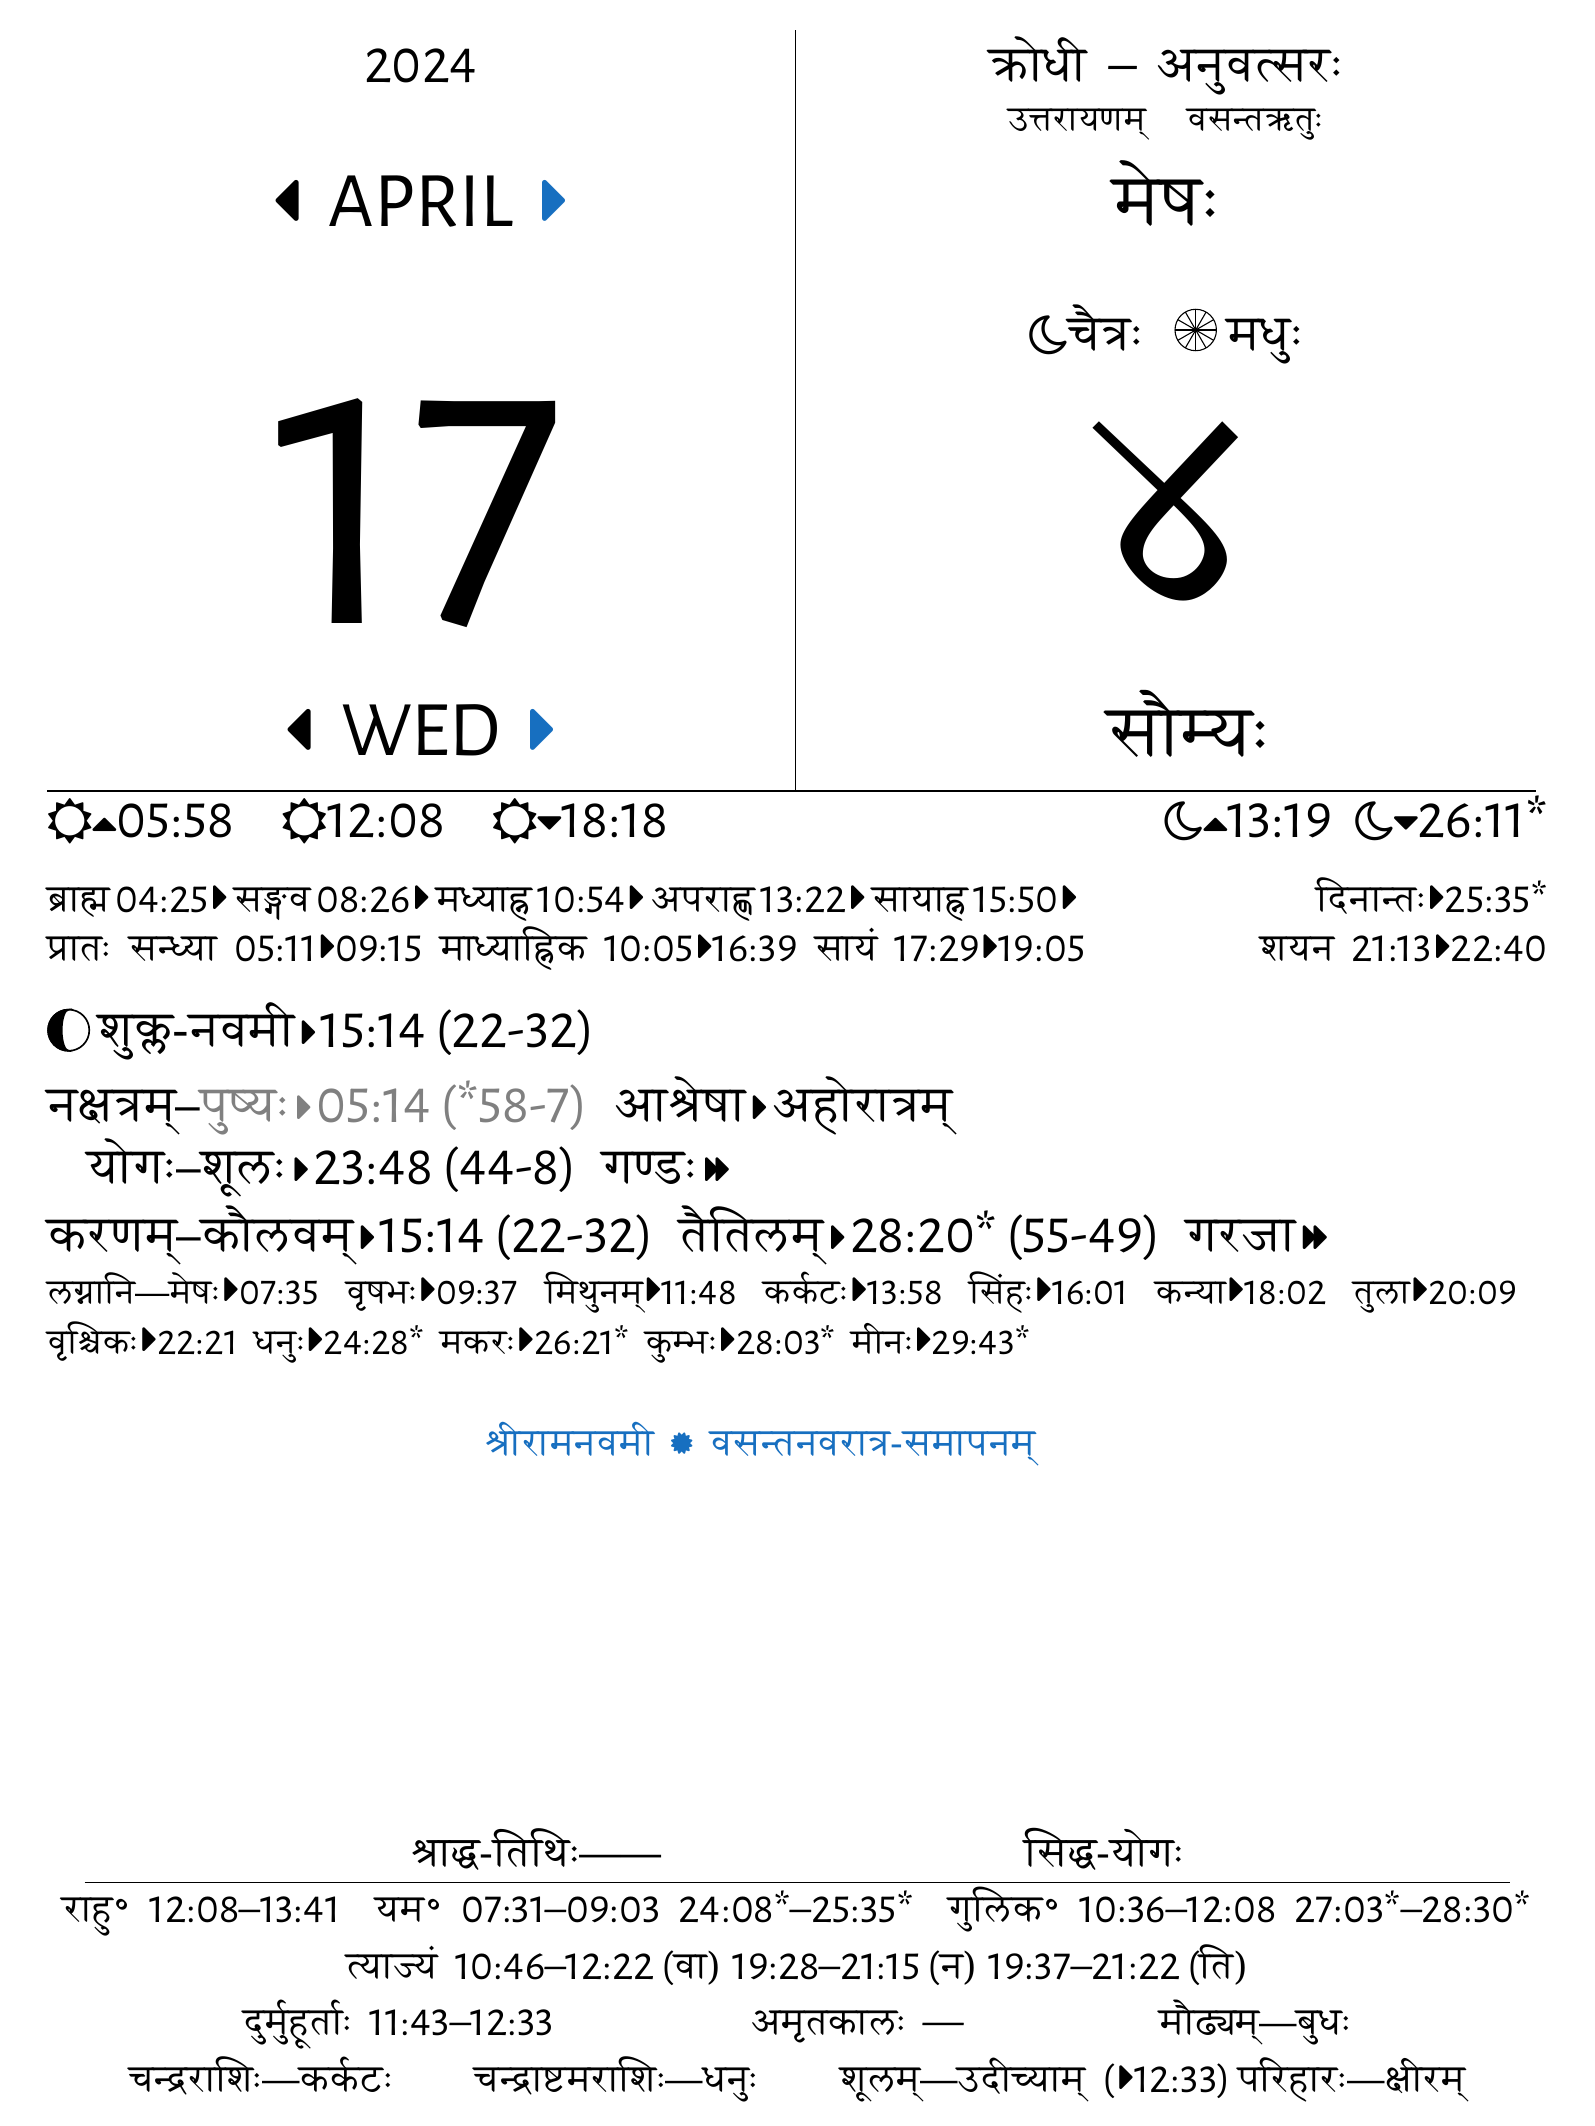 2024
APRIL
17
WED
क्रोधी – अनुवत्सरः
उत्तरायणम् वसन्तऋतुः
मेषः
चैत्रः मधुः
४
सौम्यः
05:58 12:08 18:18 13:19 26:11*
ब्राह्म 04:25 सङ्गव 08:26 मध्याह्न 10:54 अपराह्ण 13:22 सायाह्न 15:50 दिनान्तः 25:35*
प्रातः सन्ध्या 05:11 09:15 माध्याह्निक 10:05 16:39 सायं 17:29 19:05 शयन 21:13 22:40
शुक्ल-नवमी 15:14 (22-32)
नक्षत्रम्–पुष्यः 05:14 (*58-7) आश्रेषा अहोरात्रम्
योगः–शूलः 23:48 (44-8) गण्डः
करणम्–कौलवम् 15:14 (22-32) तैतिलम् 28:20* (55-49) गरजा
लग्नानि—मेषः 07:35 वृषभः 09:37 मिथुनम् 11:48 कर्कटः 13:58 सिंहः 16:01 कन्या 18:02 तुला 20:09
वृश्चिकः 22:21 धनुः 24:28* मकरः 26:21* कुम्भः 28:03* मीनः 29:43*
श्रीरामनवमी ✹ वसन्तनवरात्र-समापनम्
श्राद्ध-तिथिः—— सिद्ध-योगः
राहु॰ 12:08–13:41 यम॰ 07:31–09:03 24:08*–25:35* गुलिक॰ 10:36–12:08 27:03*–28:30*
त्याज्यं 10:46–12:22 (वा) 19:28–21:15 (न) 19:37–21:22 (ति)
दुर्मुहूर्ताः 11:43–12:33 अमृतकालः — मौढ्यम्—बुधः
चन्द्रराशिः—कर्कटः चन्द्राष्टमराशिः—धनुः शूलम्—उदीच्याम् (12:33) परिहारः—क्षीरम्